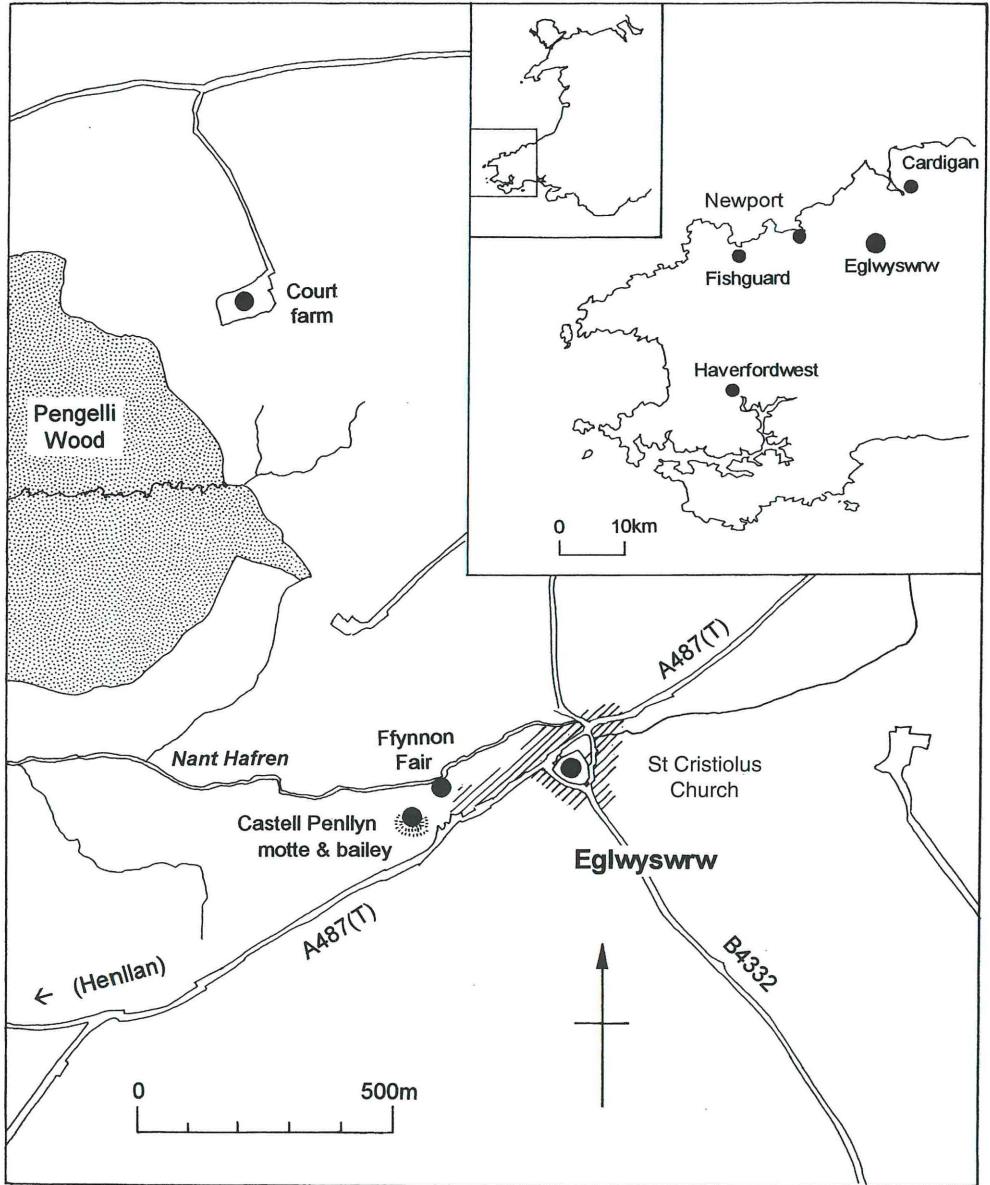 Cardigan
Newport
Fishguard
Eglwyswrw
Haverfordwest
0 10km
Court
farm
Pengelli
Wood
A487(T)
Nant Hafren
Ffynnon
Fair
St Cristiolus
Church
Castell Penllyn
motte & bailey
Eglwyswrw
A487(T)
B4332
← (Henllan)
0 500m